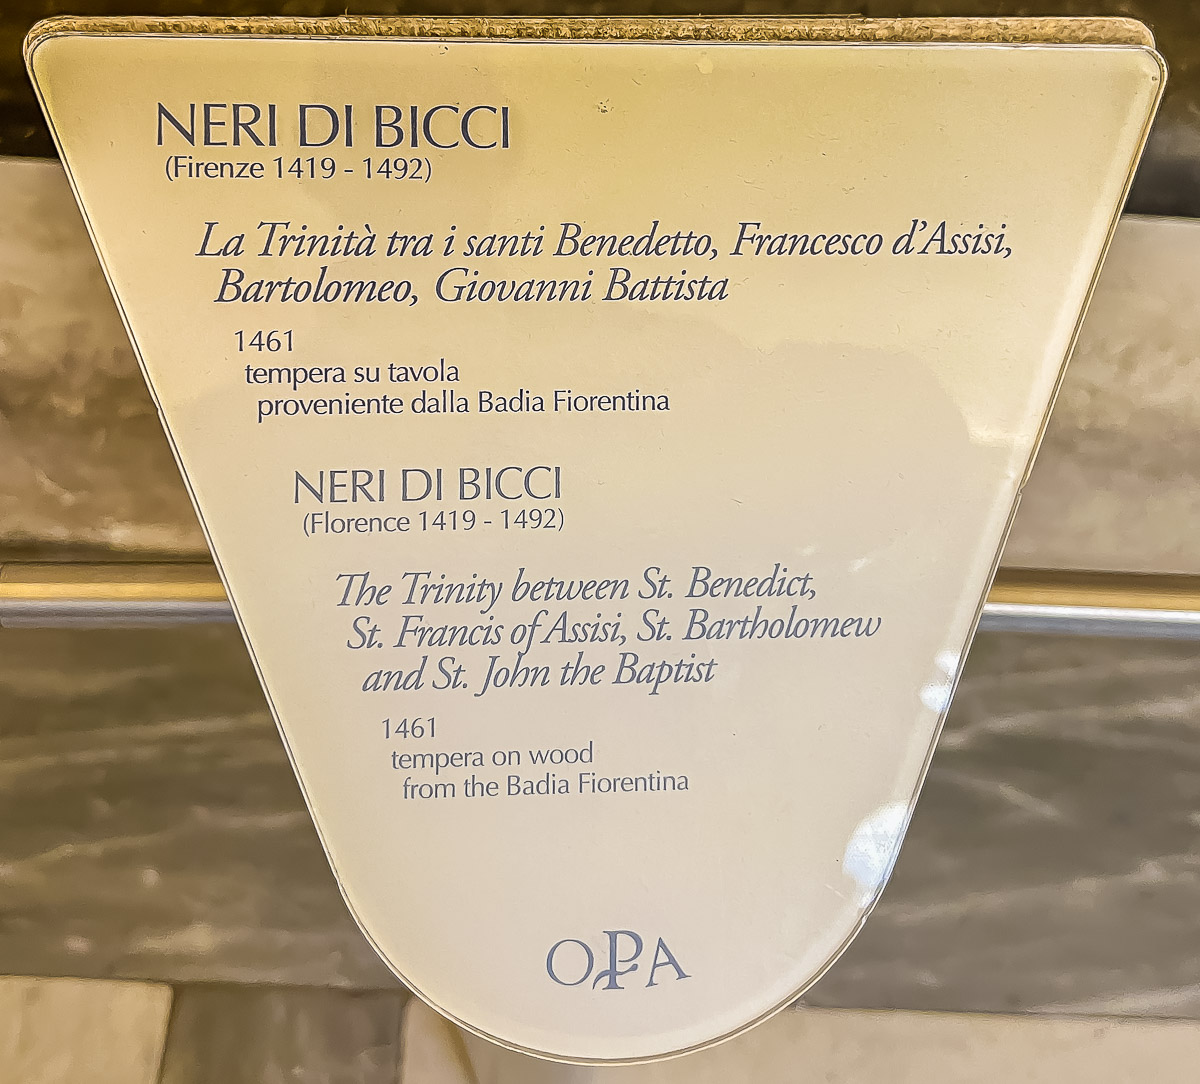 NERI DI BICCI
(Firenze 1419 - 1492)
La Trinità tra i santi Benedetto, Francesco d'Assisi,
Bartolomeo, Giovanni Battista
1461
tempera su tavola
proveniente dalla Badia Fiorentina
NERI DI BICCI
(Florence 1419 - 1492)
The Trinity between St. Benedict,
St. Francis of Assisi, St. Bartholomew
and St. John the Baptist
1461
tempera on wood
from the Badia Fiorentina
OPA